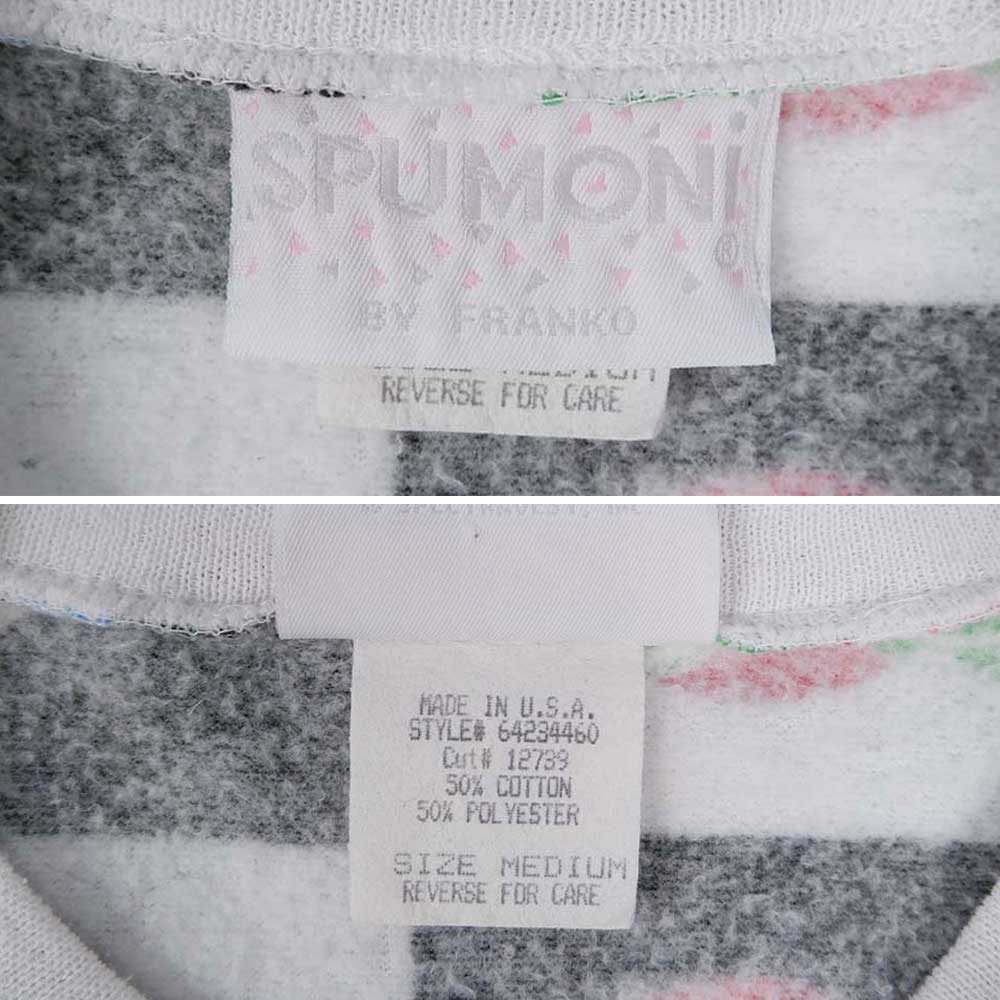 SPUMONi®
BY FRANKO
REVERSE FOR CARE
MADE IN U.S.A.
STYLE# 64234460
Cut# 12739
50% COTTON
50% POLYESTER
SIZE MEDIUM
REVERSE FOR CARE